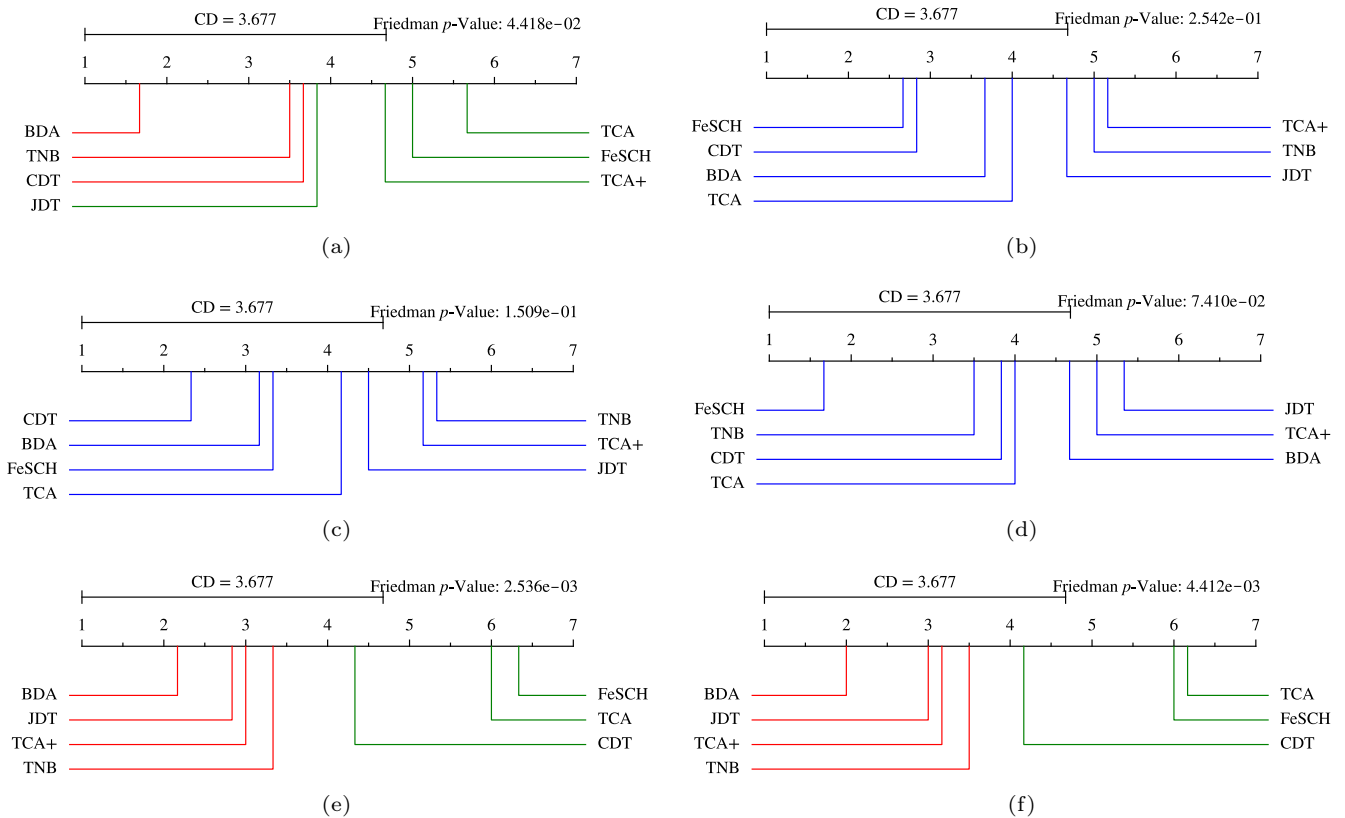 CD = 3.677
Friedman p-Value: 4.418e−02
1 2 3 4 5 6 7
BDA TCA
TNB FeSCH
CDT TCA+
JDT
(a)
CD = 3.677
Friedman p-Value: 2.542e−01
1 2 3 4 5 6 7
FeSCH TCA+
CDT TNB
BDA JDT
TCA
(b)
CD = 3.677
Friedman p-Value: 1.509e−01
1 2 3 4 5 6 7
CDT TNB
BDA TCA+
FeSCH JDT
TCA
(c)
CD = 3.677
Friedman p-Value: 7.410e−02
1 2 3 4 5 6 7
FeSCH JDT
TNB TCA+
CDT BDA
TCA
(d)
CD = 3.677
Friedman p-Value: 2.536e−03
1 2 3 4 5 6 7
BDA FeSCH
JDT TCA
TCA+ CDT
TNB
(e)
CD = 3.677
Friedman p-Value: 4.412e−03
1 2 3 4 5 6 7
BDA TCA
JDT FeSCH
TCA+ CDT
TNB
(f)